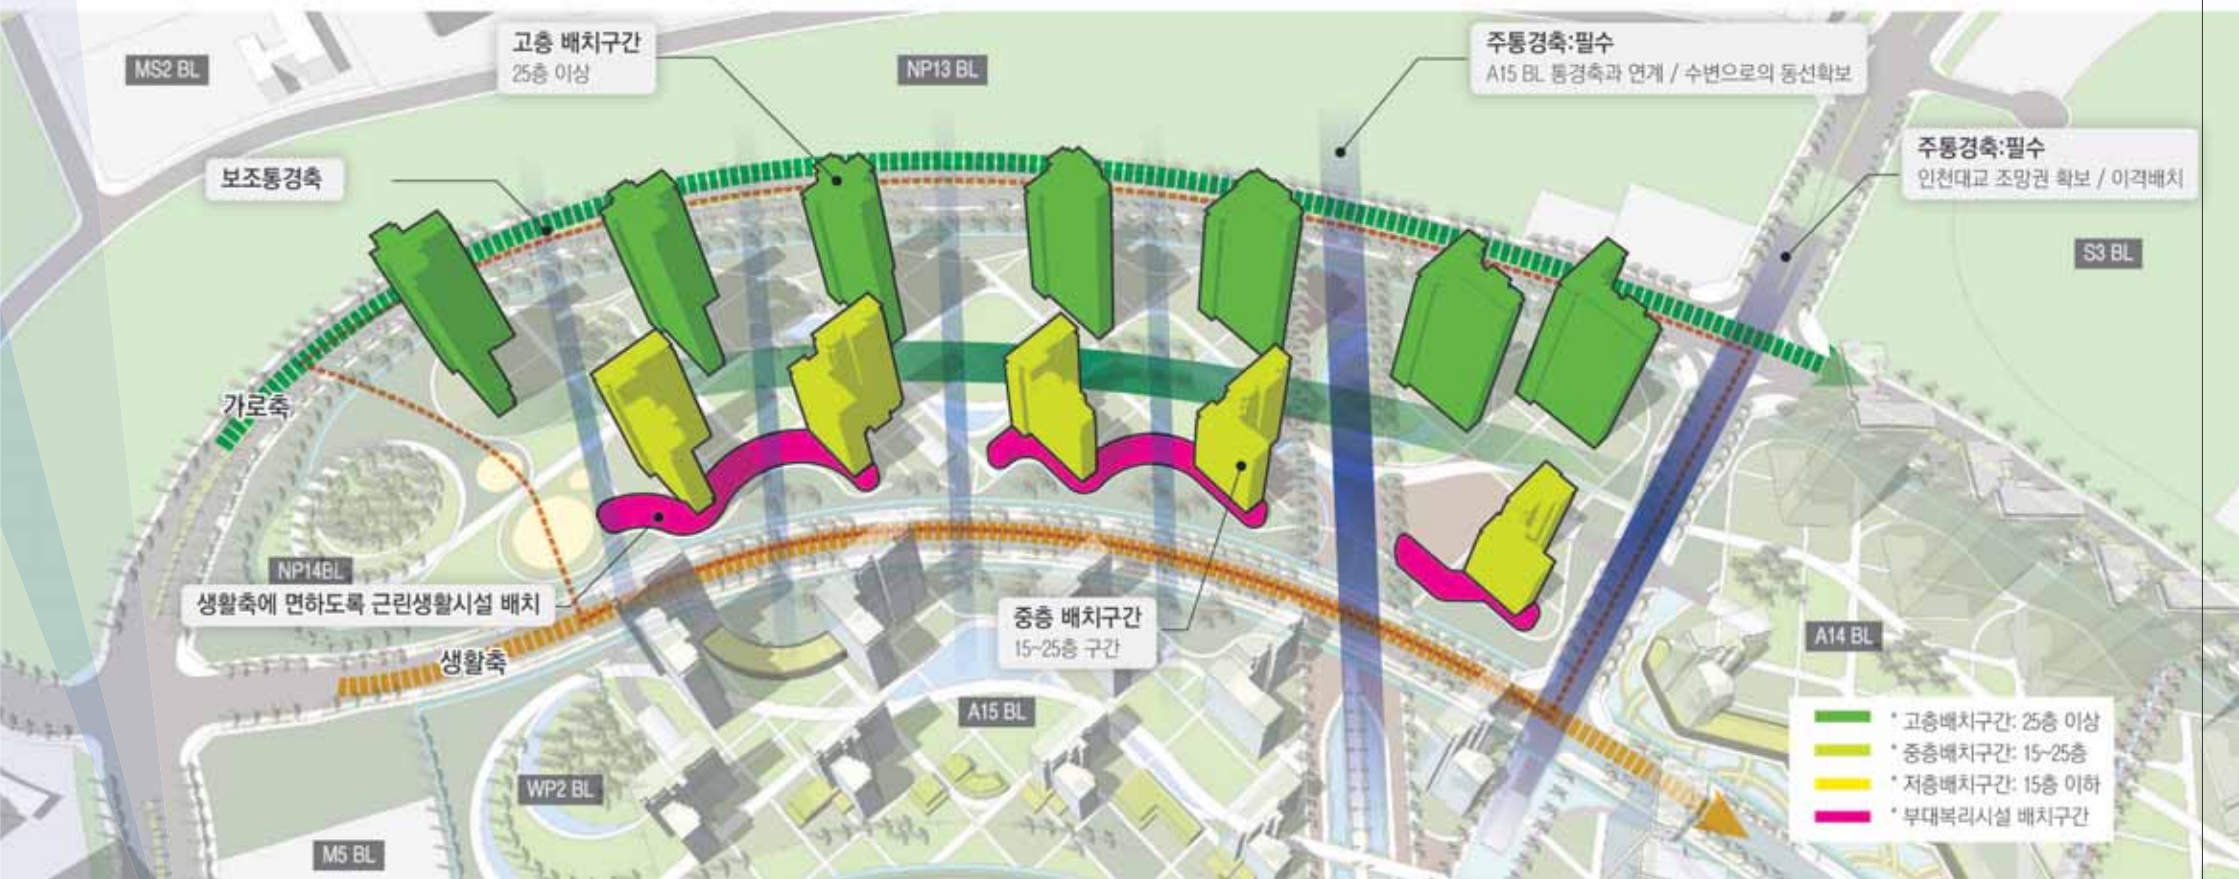 고층 배치구간
25층 이상
주통경축:필수
A15 BL 통경축과 연계 / 수변으로의 동선확보
MS2 BL
NP13 BL
주통경축:필수
인천대교 조망권 확보 / 이격배치
보조통경축
S3 BL
가로축
NP14BL
생활축에 면하도록 근린생활시설 배치
중층 배치구간
15~25층 구간
생활축
A14 BL
A15 BL
* 고층배치구간: 25층 이상
* 중층배치구간: 15~25층
* 저층배치구간: 15층 이하
* 부대복리시설 배치구간
WP2 BL
M5 BL